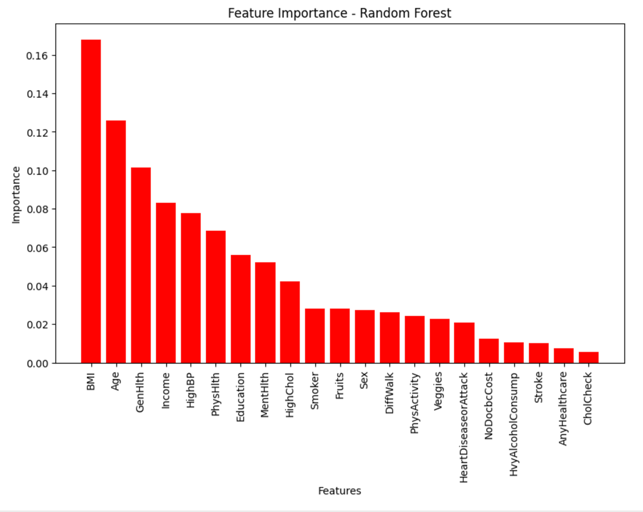 Feature Importance - Random Forest
0.16
0.14
0.12
0.10
0.08
0.06
0.04
0.02
0.00
Importance
BMI
Age
GenHlth
Income
HighBP
PhysHlth
Education
MentHlth
HighChol
Smoker
Fruits
Sex
DiffWalk
PhysActivity
Veggies
HeartDiseaseorAttack
NoDocbcCost
HvyAlcoholConsump
Stroke
AnyHealthcare
CholCheck
Features